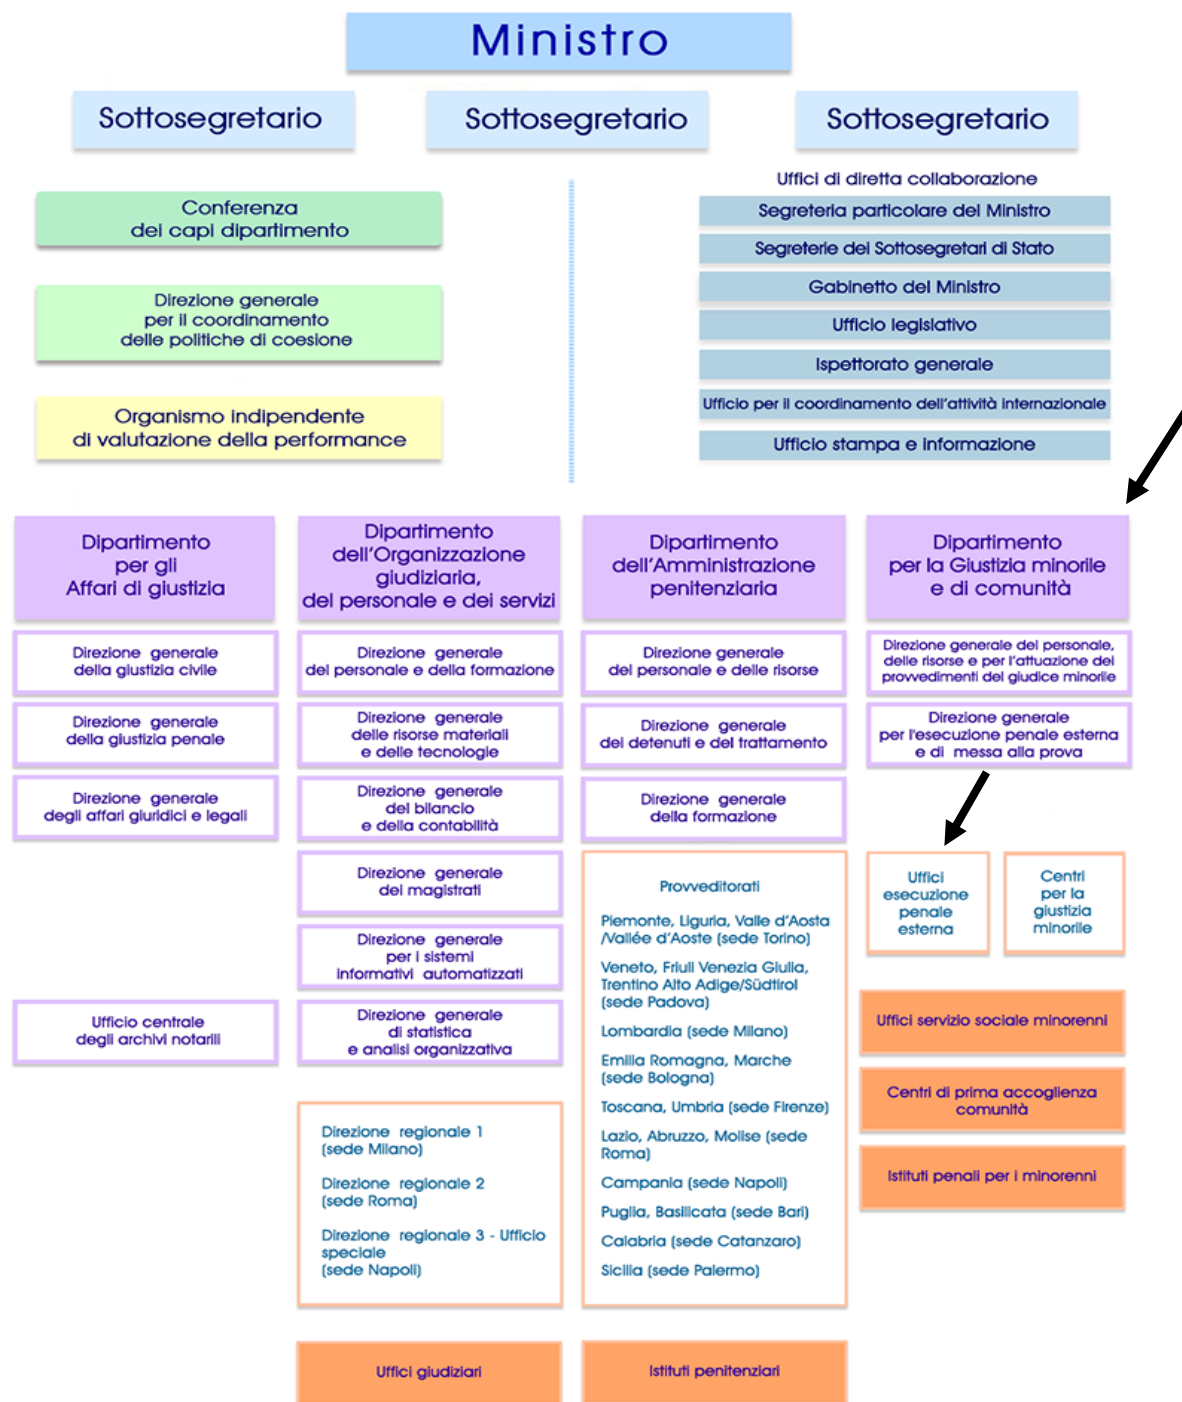 Ministro
Sottosegretario
Sottosegretario
Sottosegretario
Conferenza
dei capi dipartimento
Direzione generale
per il coordinamento
delle politiche di coesione
Organismo indipendente
di valutazione della performance
Uffici di diretta collaborazione
Segreteria particolare del Ministro
Segreterie dei Sottosegretari di Stato
Gabinetto del Ministro
Ufficio legislativo
Ispettorato generale
Ufficio per il coordinamento dell'attività internazionale
Ufficio stampa e informazione
Dipartimento
per gli
Affari di giustizia
Direzione generale
della giustizia civile
Direzione generale
della giustizia penale
Direzione generale
degli affari giuridici e legali
Ufficio centrale
degli archivi notarili
Dipartimento
dell'Organizzazione
giudiziaria,
del personale e dei servizi
Direzione generale
del personale e della formazione
Direzione generale
delle risorse materiali
e delle tecnologie
Direzione generale
del bilancio
e della contabilità
Direzione generale
dei magistrati
Direzione generale
per i sistemi
informativi automatizzati
Direzione generale
di statistica
e analisi organizzativa
Direzione regionale 1
(sede Milano)
Direzione regionale 2
(sede Roma)
Direzione regionale 3 - Ufficio
speciale
(sede Napoli)
Uffici giudiziari
Dipartimento
dell'Amministrazione
penitenziaria
Direzione generale
del personale e delle risorse
Direzione generale
dei detenuti e del trattamento
Direzione generale
della formazione
Provveditorati
Piemonte, Liguria, Valle d'Aosta
/Vallée d'Aoste (sede Torino)
Veneto, Friuli Venezia Giulia,
Trentino Alto Adige/Südtirol
(sede Padova)
Lombardia (sede Milano)
Emilia Romagna, Marche
(sede Bologna)
Toscana, Umbria (sede Firenze)
Lazio, Abruzzo, Molise (sede
Roma)
Campania (sede Napoli)
Puglia, Basilicata (sede Bari)
Calabria (sede Catanzaro)
Sicilia (sede Palermo)
Istituti penitenziari
Dipartimento
per la Giustizia minorile
e di comunità
Direzione generale del personale,
delle risorse e per l'attuazione dei
provvedimenti del giudice minorile
Direzione generale
per l'esecuzione penale esterna
e di messa alla prova
Uffici
esecuzione
penale
esterna
Centri
per la
giustizia
minorile
Uffici servizio sociale minorenni
Centri di prima accoglienza
comunità
Istituti penali per i minorenni